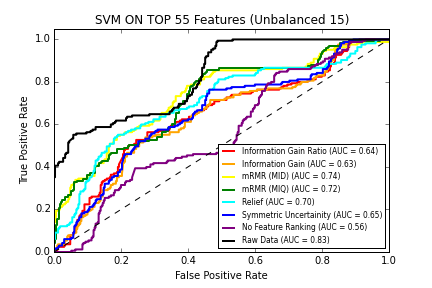 SVM ON TOP 55 Features (Unbalanced 15)
1.0
0.8
0.6
0.4
0.2
0.0
True Positive Rate
Information Gain Ratio (AUC = 0.64)
Information Gain (AUC = 0.63)
mRMR (MID) (AUC = 0.74)
mRMR (MIQ) (AUC = 0.72)
Relief (AUC = 0.70)
Symmetric Uncertainity (AUC = 0.65)
No Feature Ranking (AUC = 0.56)
Raw Data (AUC = 0.83)
0.0 0.2 0.4 0.6 0.8 1.0
False Positive Rate